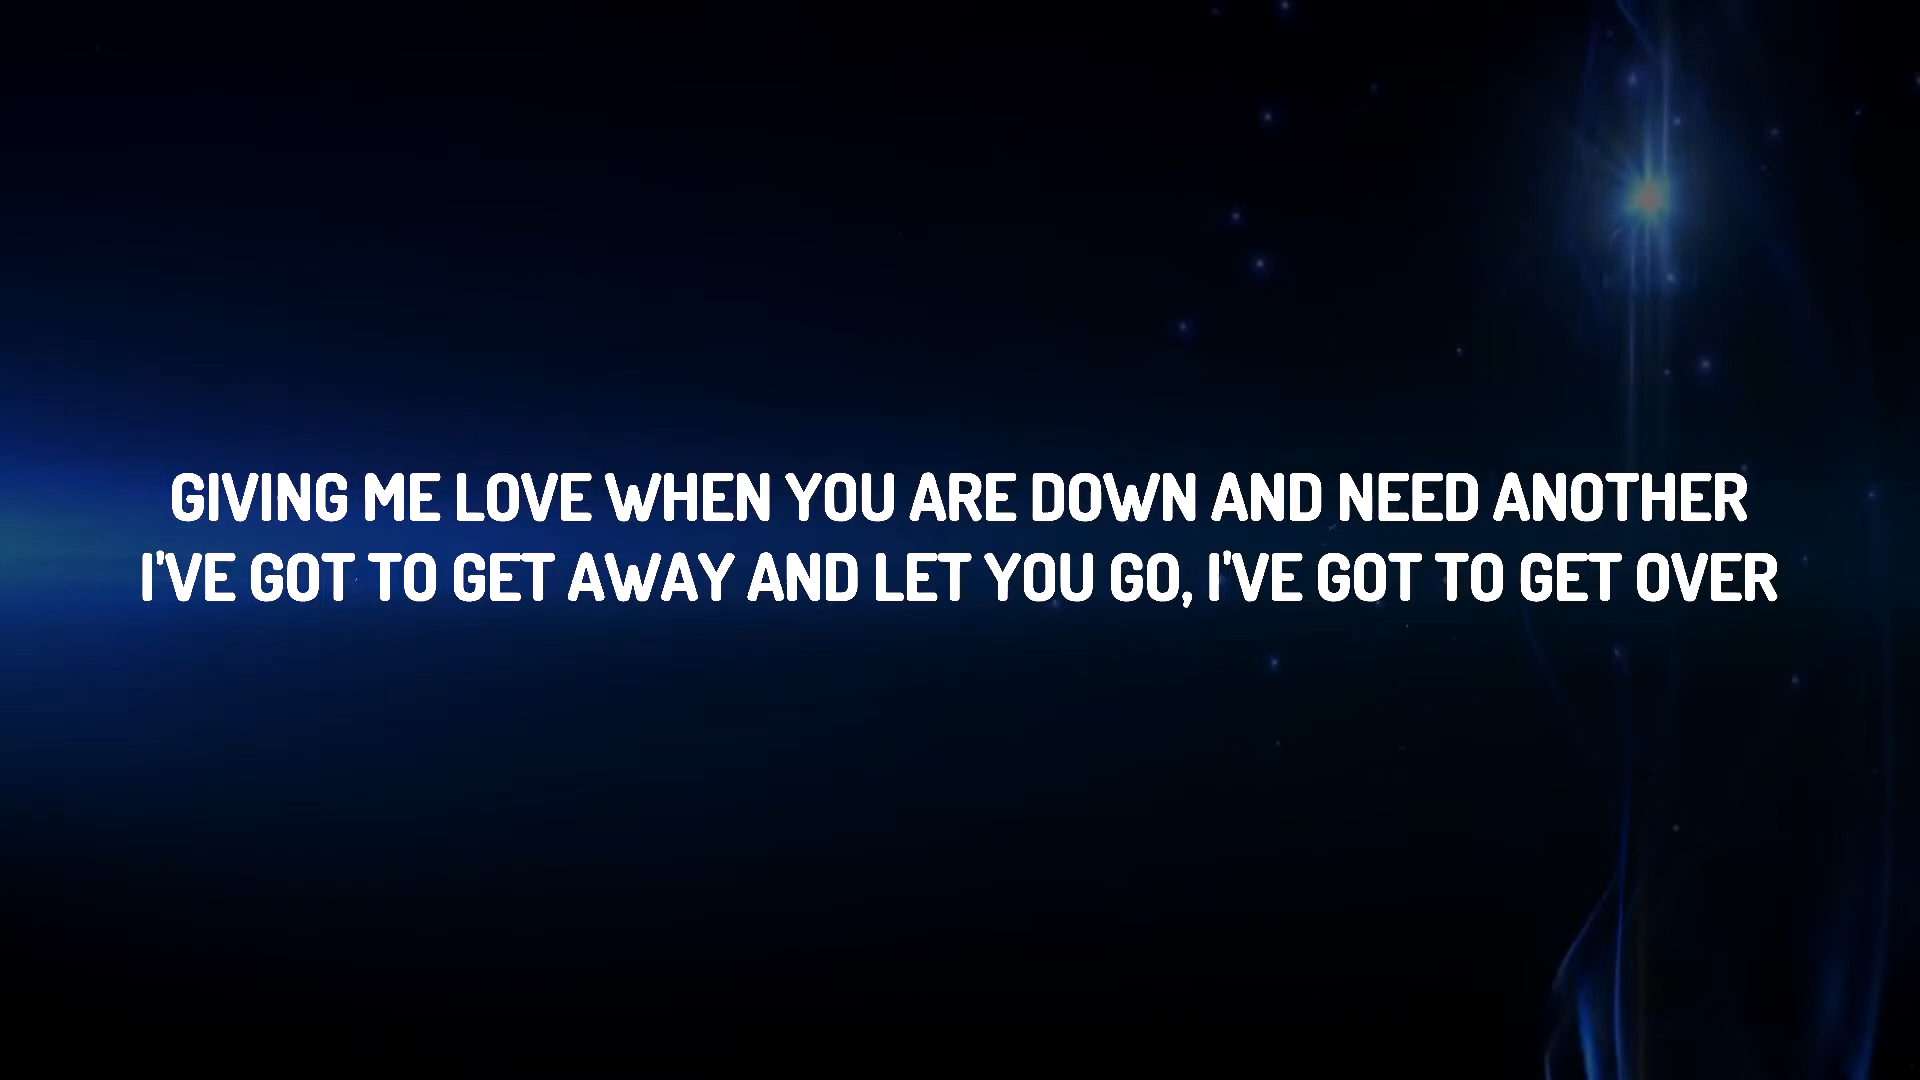 GIVING ME LOVE WHEN YOU ARE DOWN AND NEED ANOTHER
I'VE GOT TO GET AWAY AND LET YOU GO, I'VE GOT TO GET OVER